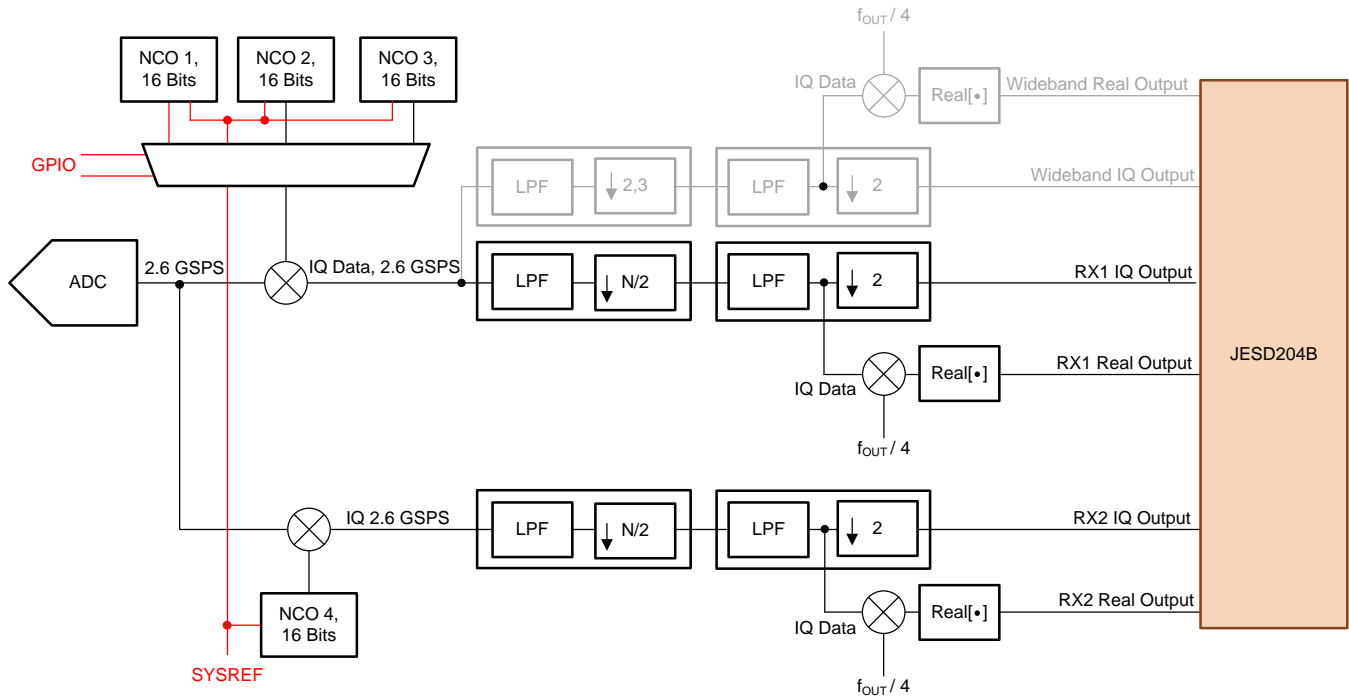 f_OUT / 4
NCO 1,
16 Bits
NCO 2,
16 Bits
NCO 3,
16 Bits
IQ Data
Real[•]
Wideband Real Output
GPIO
LPF
2,3
LPF
2
Wideband IQ Output
ADC
2.6 GSPS
IQ Data, 2.6 GSPS
LPF
N/2
LPF
2
RX1 IQ Output
JESD204B
IQ Data
Real[•]
RX1 Real Output
f_OUT / 4
IQ 2.6 GSPS
LPF
N/2
LPF
2
RX2 IQ Output
NCO 4,
16 Bits
IQ Data
Real[•]
RX2 Real Output
SYSREF
f_OUT / 4